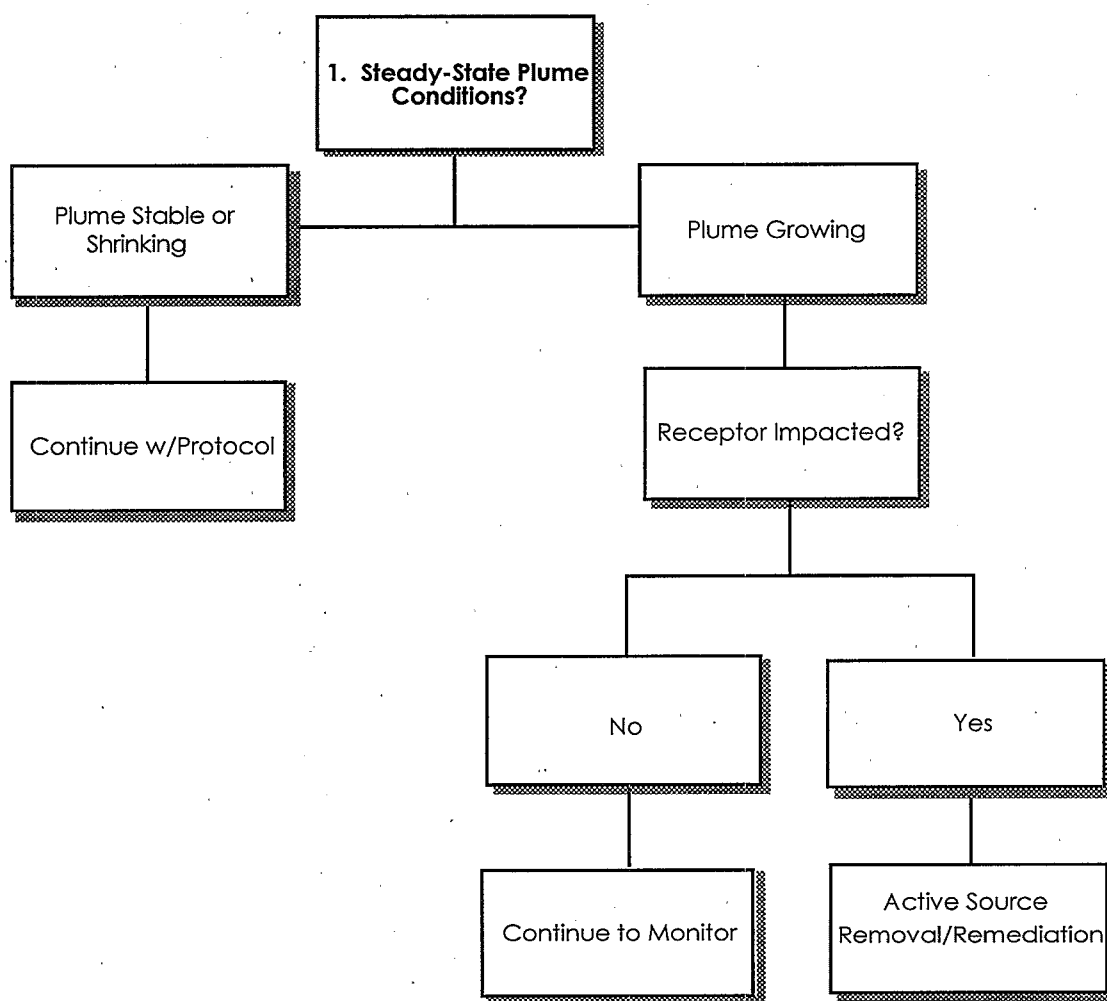 1. Steady-State Plume
Conditions?
Plume Stable or
Shrinking
Plume Growing
Continue w/Protocol
Receptor Impacted?
No
Yes
Continue to Monitor
Active Source
Removal/Remediation